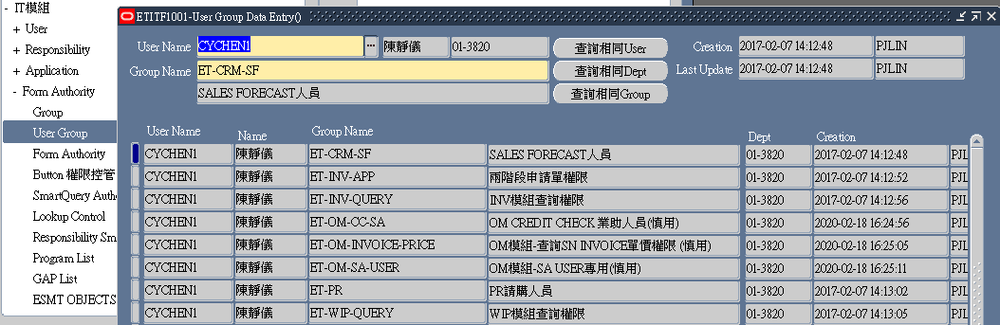 - IT模組
+ User
+ Responsibility
+ Application
- Form Authority
Group
User Group
Form Authority
Button 權限控管
SmartQuery Autho
Lookup Control
Responsibility Sm
Program List
GAP List
ESMT OBJECTS
ETITF1001-User Group Data Entry()
User Name CYCHEN1 ... 陳靜儀 01-3820 查詢相同User Creation 2017-02-07 14:12:48 PJLIN
Group Name ET-CRM-SF 查詢相同Dept Last Update 2017-02-07 14:12:48 PJLIN
SALES FORECAST人員 查詢相同Group
User Name Name Group Name Dept Creation
CYCHEN1 陳靜儀 ET-CRM-SF SALES FORECAST人員 01-3820 2017-02-07 14:12:48 PJL
CYCHEN1 陳靜儀 ET-INV-APP 兩階段申請單權限 01-3820 2017-02-07 14:12:52 PJL
CYCHEN1 陳靜儀 ET-INV-QUERY INV模組查詢權限 01-3820 2017-02-07 14:12:56 PJL
CYCHEN1 陳靜儀 ET-OM-CC-SA OM CREDIT CHECK 業助人員(慎用) 01-3820 2020-02-18 16:24:56 PJL
CYCHEN1 陳靜儀 ET-OM-INVOICE-PRICE OM模組-查詢SN INVOICE單價權限 (慎用) 01-3820 2020-02-18 16:25:05 PJL
CYCHEN1 陳靜儀 ET-OM-SA-USER OM模組-SA USER專用(慎用) 01-3820 2020-02-18 16:25:11 PJL
CYCHEN1 陳靜儀 ET-PR PR請購人員 01-3820 2017-02-07 14:13:02 PJL
CYCHEN1 陳靜儀 ET-WIP-QUERY WIP模組查詢權限 01-3820 2017-02-07 14:13:05 PJL